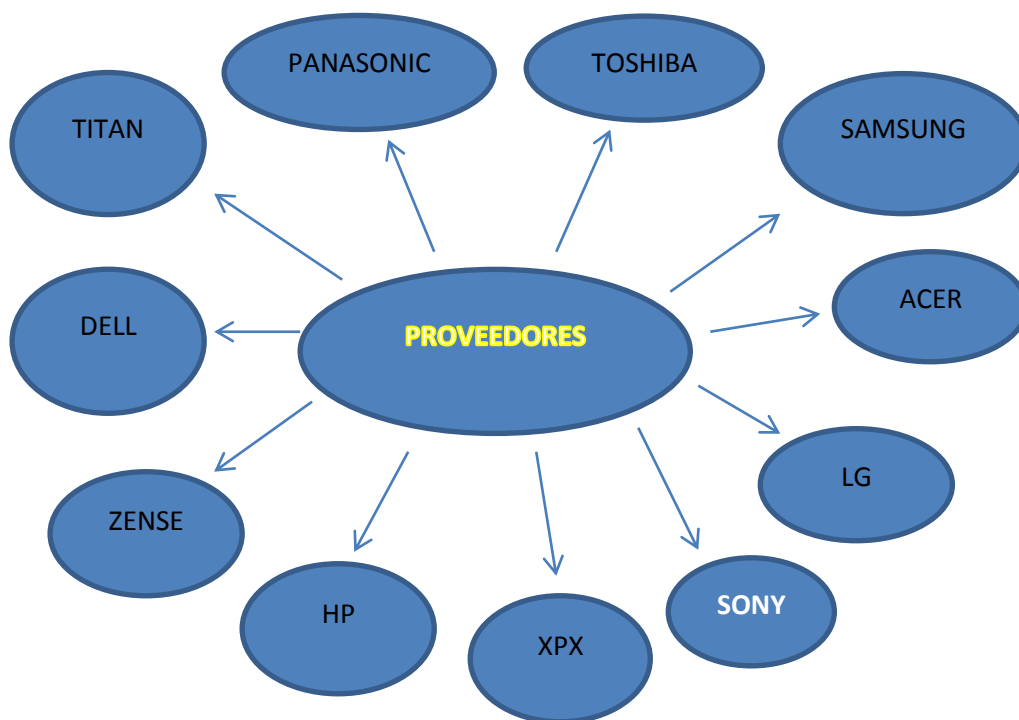 PANASONIC
TOSHIBA
TITAN
SAMSUNG
ACER
DELL
PROVEEDORES
LG
ZENSE
HP
XPX
SONY